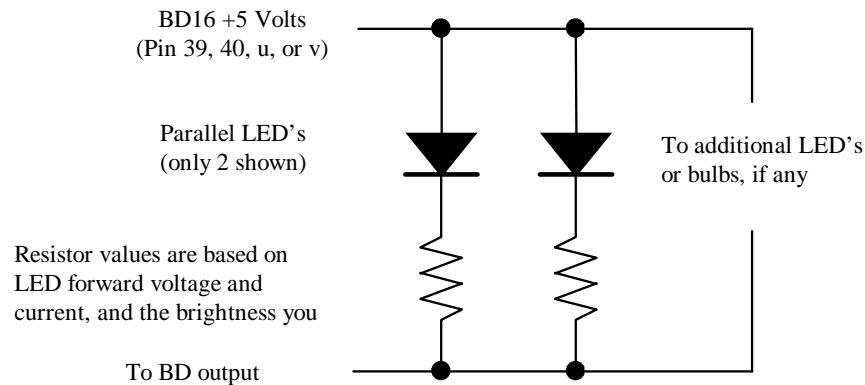 BD16 +5 Volts
(Pin 39, 40, u, or v)
Parallel LED's
(only 2 shown)
To additional LED's
or bulbs, if any
Resistor values are based on
LED forward voltage and
current, and the brightness you
To BD output